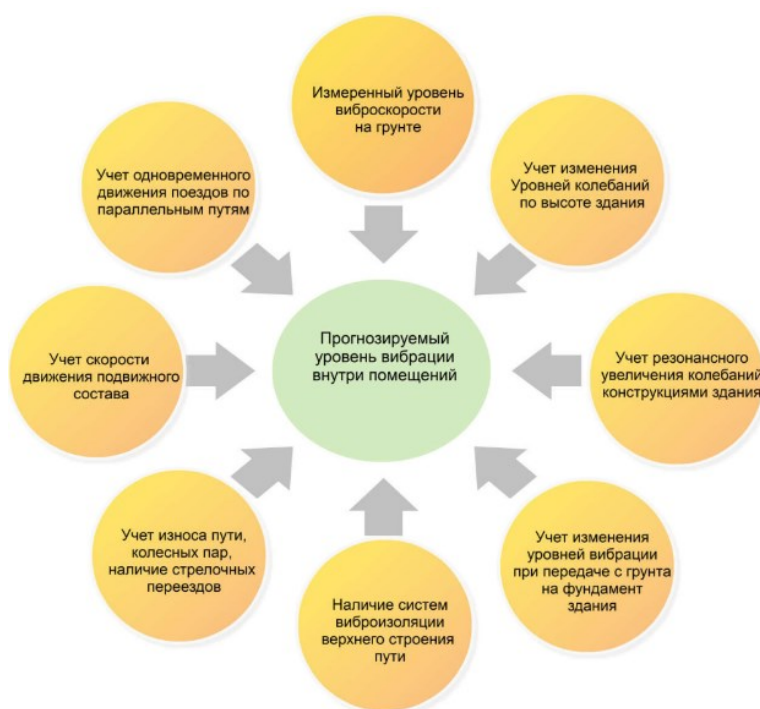 Измеренный уровень
виброскорости
на грунте
Учет изменения
Уровней колебаний
по высоте здания
Учет резонансного
увеличения колебаний
конструкциями здания
Учет изменения
уровней вибрации
при передаче с грунта
на фундамент
здания
Наличие систем
виброизоляции
верхнего строения
пути
Учет износа пути,
колесных пар,
наличие стрелочных
переездов
Учет скорости
движения подвижного
состава
Учет одновременного
движения поездов по
параллельным путям
Прогнозируемый
уровень вибрации
внутри помещений